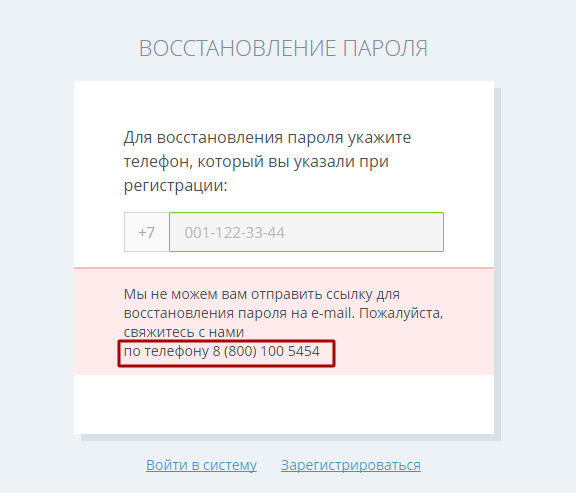 ВОССТАНОВЛЕНИЕ ПАРОЛЯ
Для восстановления пароля укажите
телефон, который вы указали при
регистрации:
+7 001-122-33-44
Мы не можем вам отправить ссылку для
восстановления пароля на e-mail. Пожалуйста,
свяжитесь с нами
по телефону 8 (800) 100 5454
Войти в систему Зарегистрироваться